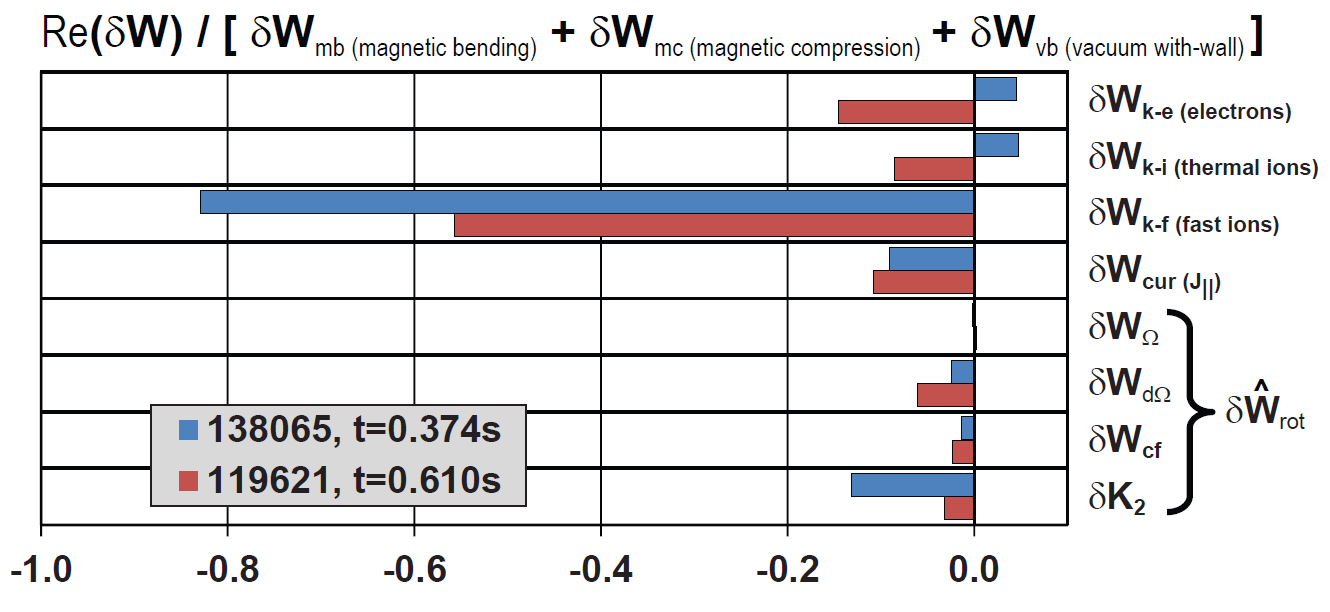 Re(δW) / [ δWmb (magnetic bending) + δWmc (magnetic compression) + δWvb (vacuum with-wall) ]
δWk-e (electrons)
δWk-i (thermal ions)
δWk-f (fast ions)
δWcur (J||)
δWΩ
δWdΩ
δŴrot
δWcf
δK2
138065, t=0.374s
119621, t=0.610s
-1.0 -0.8 -0.6 -0.4 -0.2 0.0